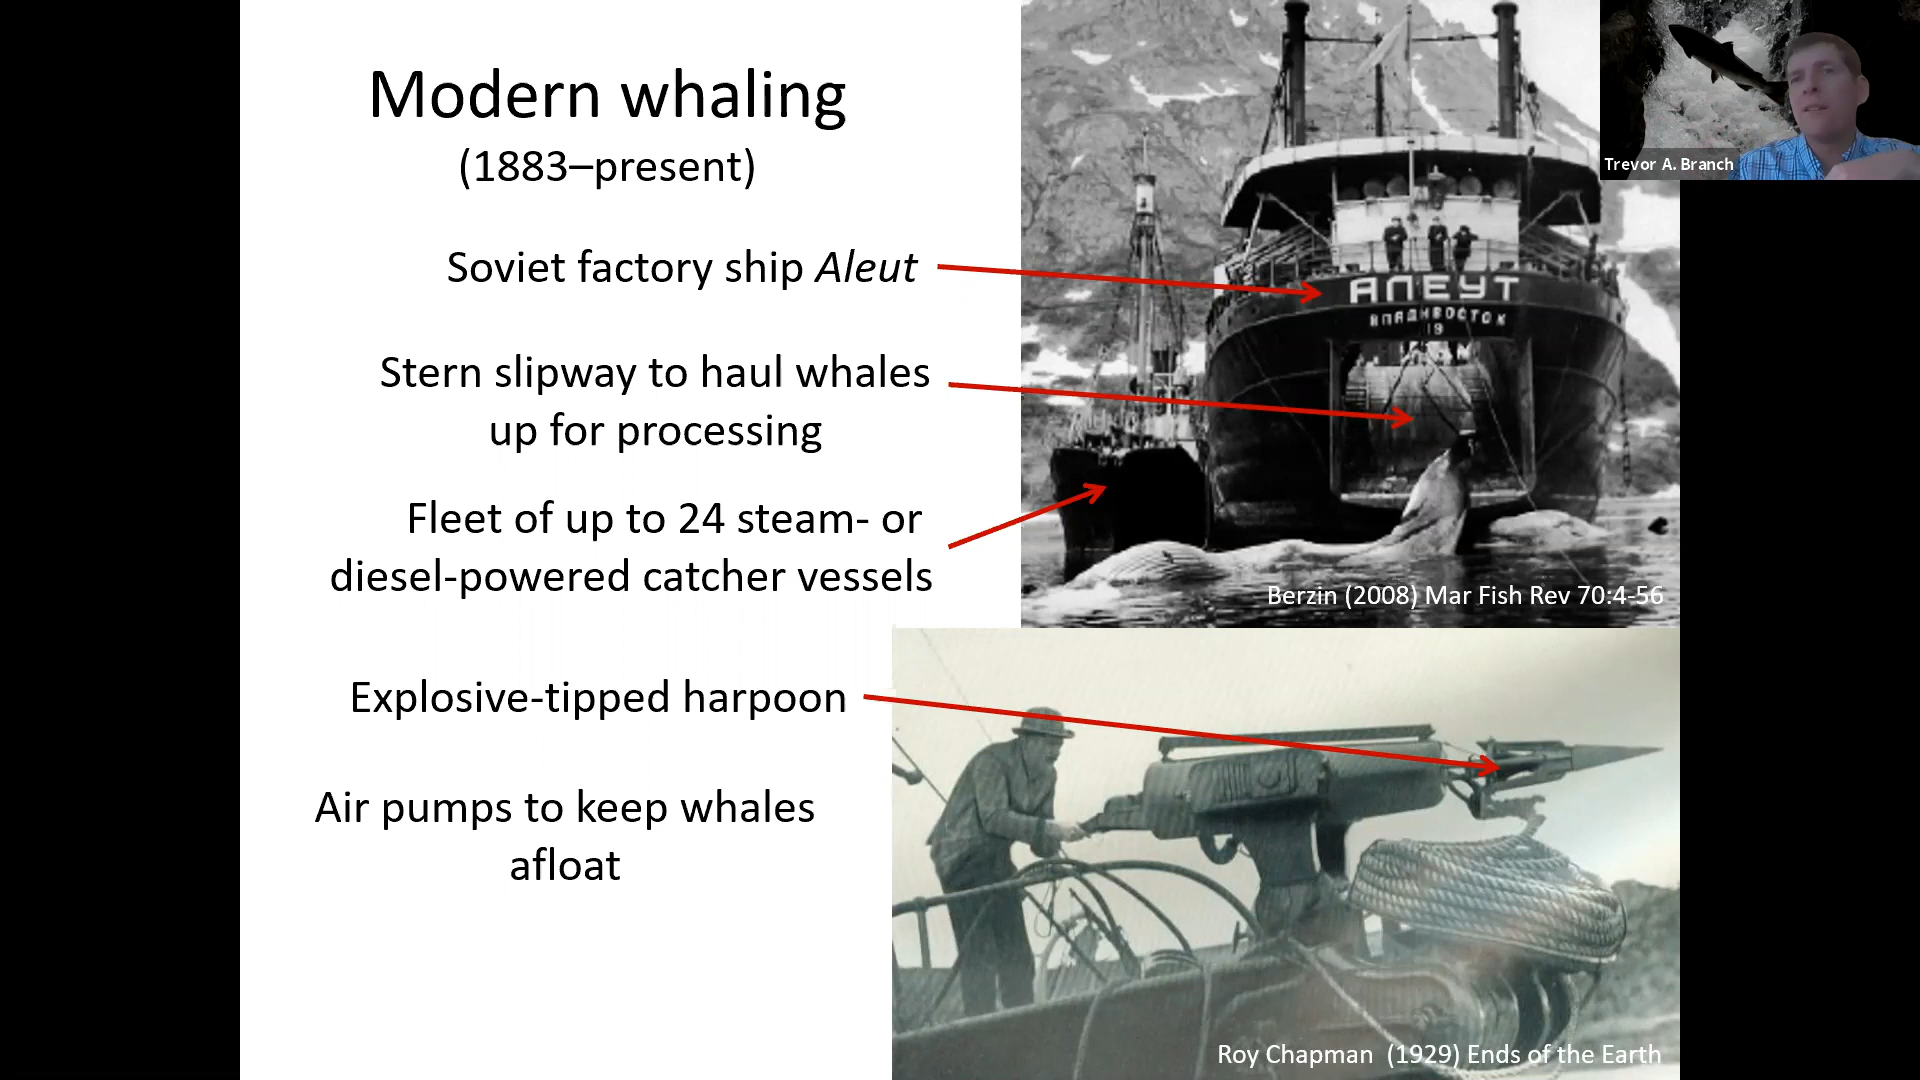 Modern whaling
(1883–present)
Soviet factory ship Aleut
Stern slipway to haul whales
up for processing
Fleet of up to 24 steam- or
diesel-powered catcher vessels
Explosive-tipped harpoon
Air pumps to keep whales
afloat
АЛЕУТ
ВЛАДИВОСТОК
19
Berzin (2008) Mar Fish Rev 70:4-56
Roy Chapman (1929) Ends of the Earth
Trevor A. Branch